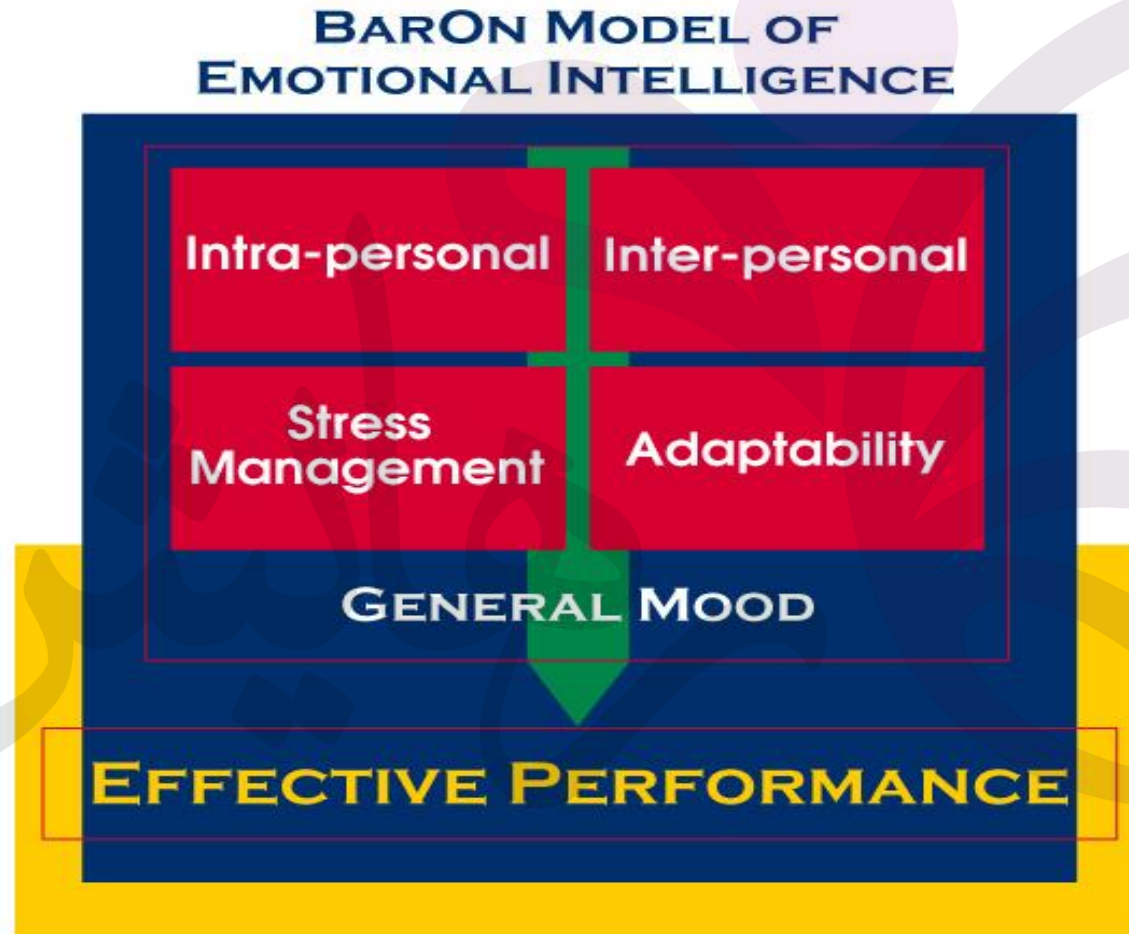 BARON MODEL OF
EMOTIONAL INTELLIGENCE
Intra-personal
Inter-personal
Stress
Management
Adaptability
GENERAL MOOD
EFFECTIVE PERFORMANCE